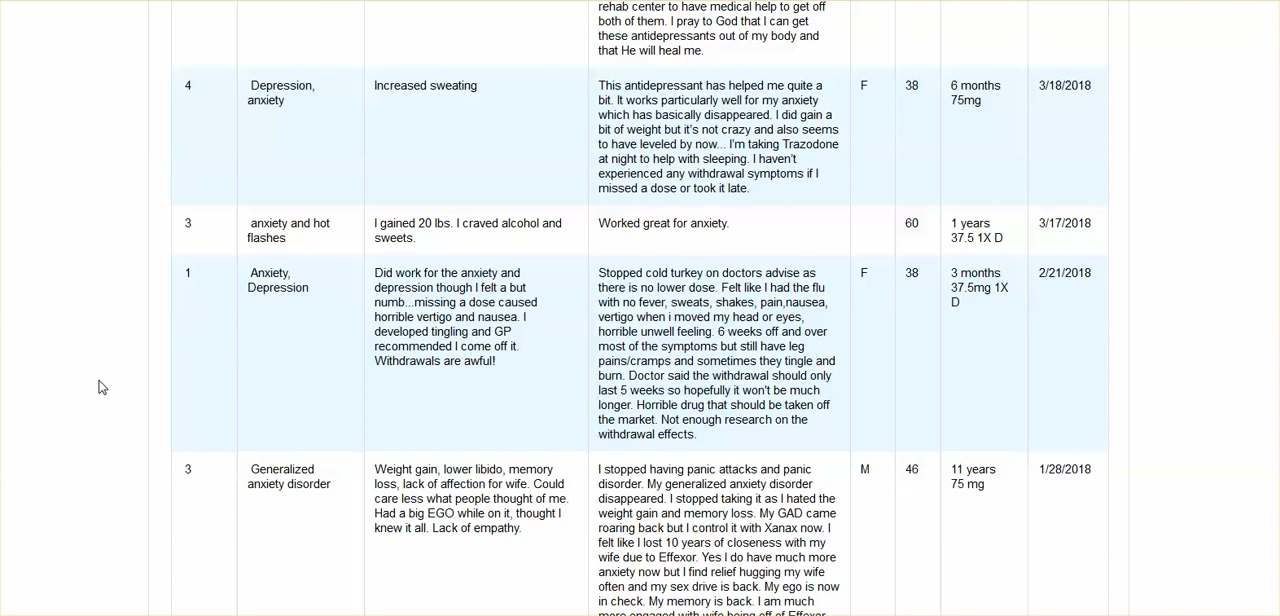 rehab center to have medical help to get off
both of them. I pray to God that I can get
these antidepressants out of my body and
that He will heal me.
4
Depression,
anxiety
Increased sweating
This antidepressant has helped me quite a
bit. It works particularly well for my anxiety
which has basically disappeared. I did gain a
bit of weight but it's not crazy and also seems
to have leveled by now... I'm taking Trazodone
at night to help with sleeping. I haven't
experienced any withdrawal symptoms if I
missed a dose or took it late.
F
38
6 months
75mg
3/18/2018
3
anxiety and hot
flashes
I gained 20 lbs. I craved alcohol and
sweets.
Worked great for anxiety.
60
1 years
37.5 1X D
3/17/2018
1
Anxiety,
Depression
Did work for the anxiety and
depression though I felt a but
numb...missing a dose caused
horrible vertigo and nausea. I
developed tingling and GP
recommended I come off it.
Withdrawals are awful!
Stopped cold turkey on doctors advise as
there is no lower dose. Felt like I had the flu
with no fever, sweats, shakes, pain,nausea,
vertigo when i moved my head or eyes,
horrible unwell feeling. 6 weeks off and over
most of the symptoms but still have leg
pains/cramps and sometimes they tingle and
burn. Doctor said the withdrawal should only
last 5 weeks so hopefully it won't be much
longer. Horrible drug that should be taken off
the market. Not enough research on the
withdrawal effects.
F
38
3 months
37.5mg 1X
D
2/21/2018
3
Generalized
anxiety disorder
Weight gain, lower libido, memory
loss, lack of affection for wife. Could
care less what people thought of me.
Had a big EGO while on it, thought I
knew it all. Lack of empathy.
I stopped having panic attacks and panic
disorder. My generalized anxiety disorder
disappeared. I stopped taking it as I hated the
weight gain and memory loss. My GAD came
roaring back but I control it with Xanax now. I
felt like I lost 10 years of closeness with my
wife due to Effexor. Yes I do have much more
anxiety now but I find relief hugging my wife
often and my sex drive is back. My ego is now
in check. My memory is back. I am much
more engaged with wife being off of Effexor
M
46
11 years
75 mg
1/28/2018